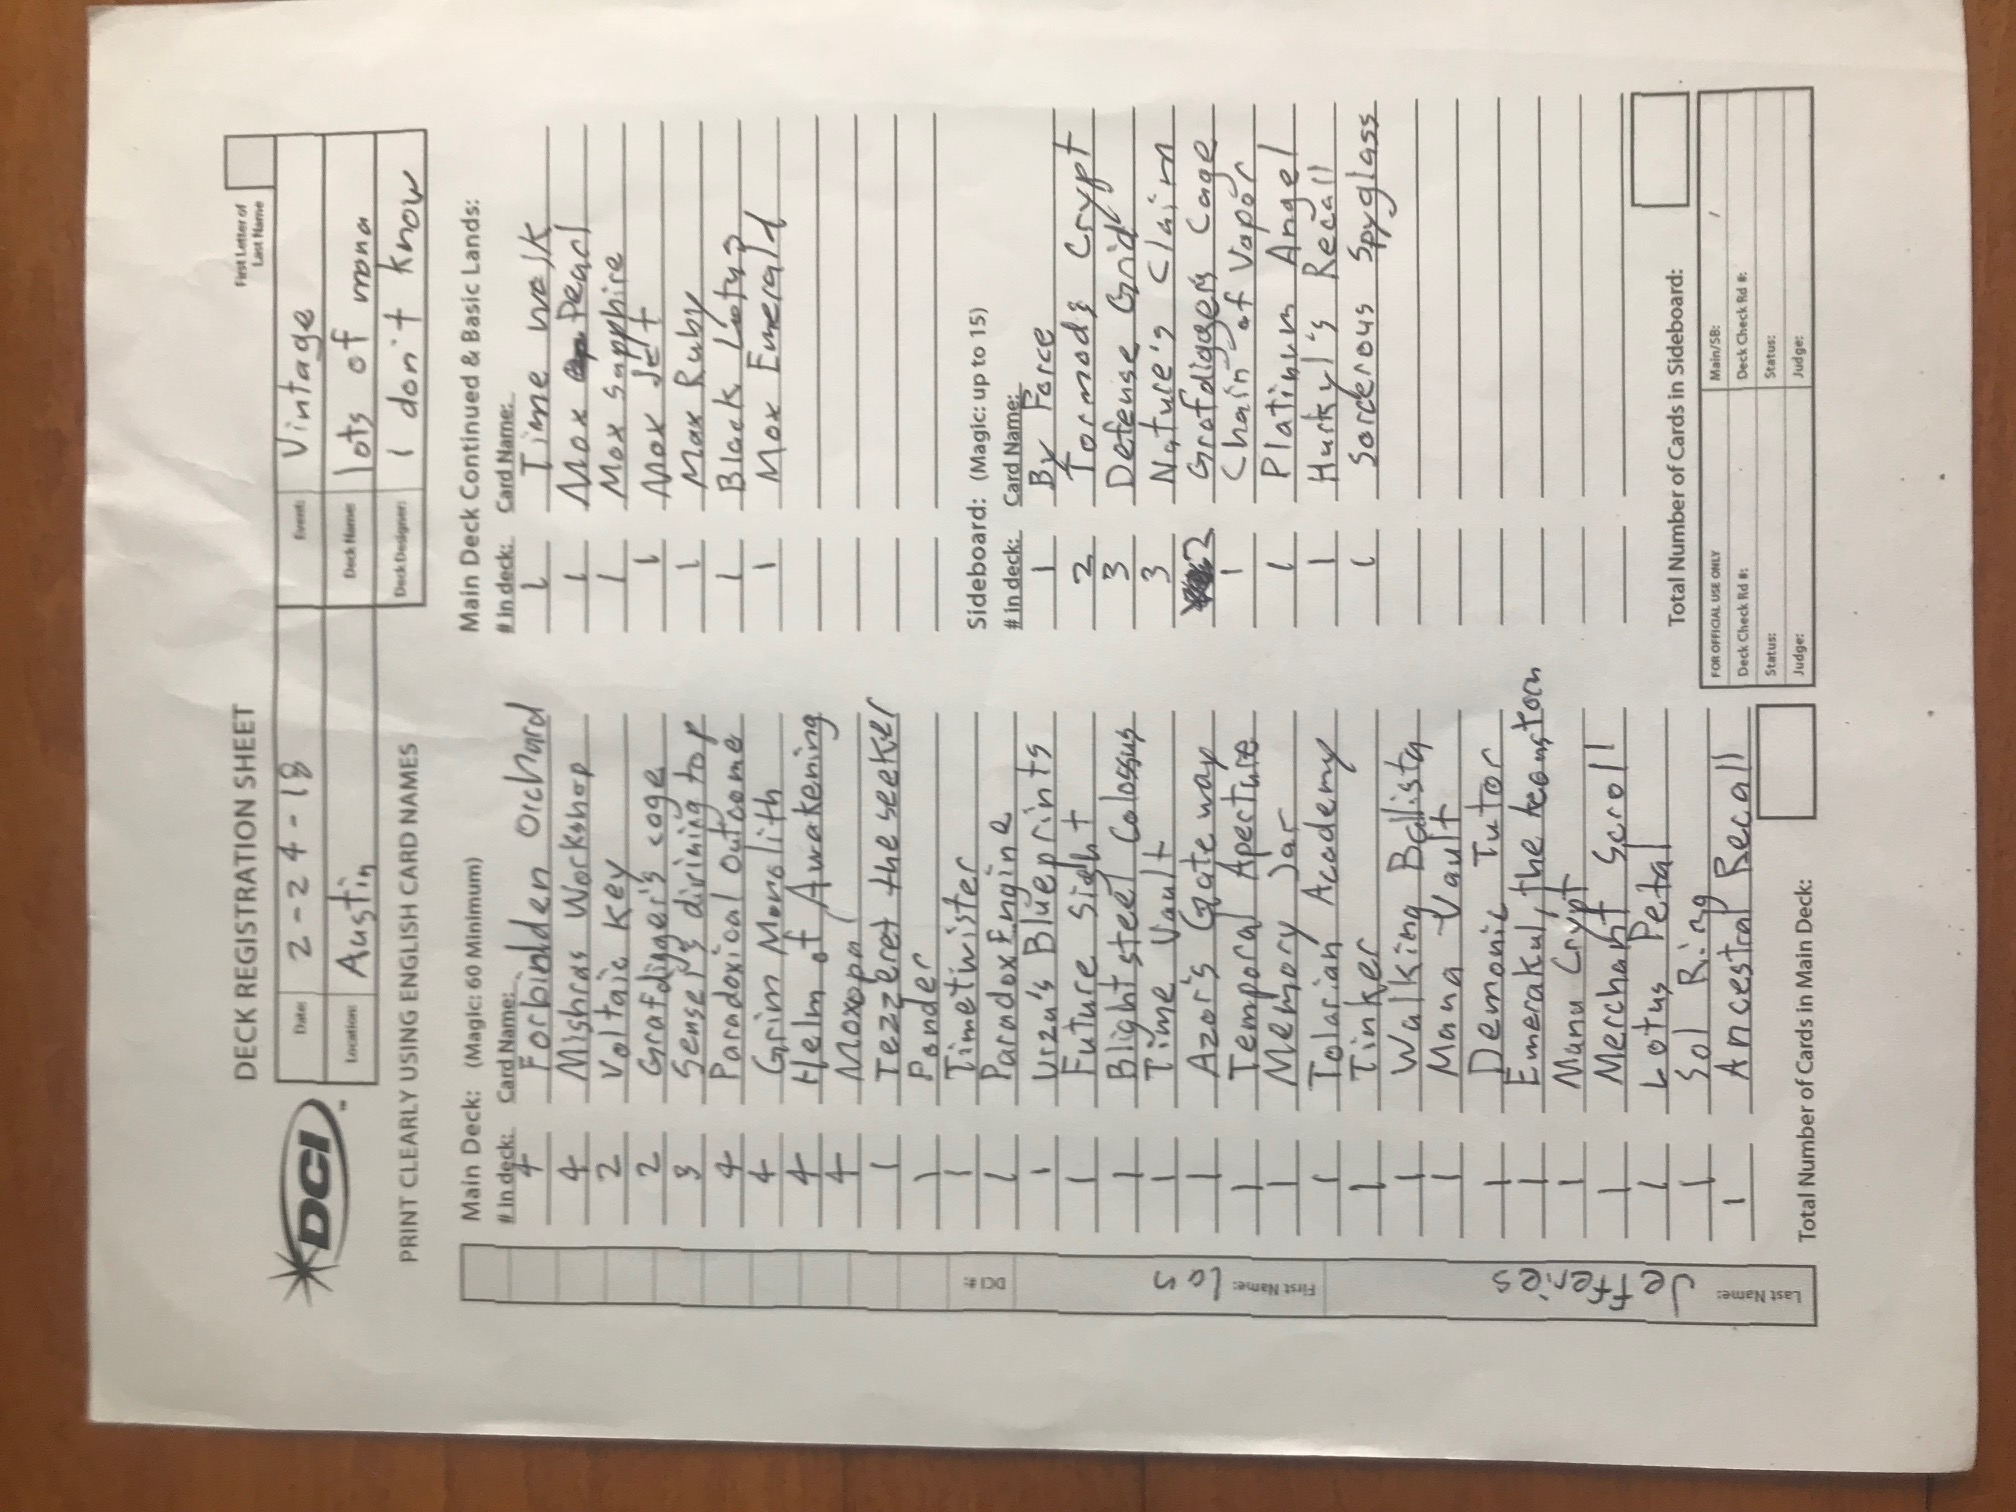 DECK REGISTRATION SHEET
First Letter of
Last Name
DCI
Date: 2-24-18
Event: Vintage
Location: Austin
Deck Name: lots of mona
Deck Designer: I don't know
PRINT CLEARLY USING ENGLISH CARD NAMES
Main Deck: (Magic: 60 Minimum)
# in deck: Card Name:
4 Forbidden Orchard
4 Mishras Workshop
2 Voltaic Key
2 Grafdigger's cage
3 Sensei's divining top
4 Paradoxical Outcome
4 Grim Monolith
4 Helm of Awakening
4 Moxopal
1 Tezzeret the seeker
1 Ponder
1 Timetwister
1 Paradox Engine
1 Urza's Blueprints
1 Future Sight
1 Blightsteel Colossus
1 Time Vault
1 Azor's Gateway
1 Temporal Aperture
1 Memory Jar
1 Tolarian Academy
1 Tinker
1 Walking Ballista
1 Mana Vault
1 Demonic Tutor
1 Emerakul, the
1 Mana Crypt
1 Merchant Scroll
1 Lotus Petal
1 Sol Ring
1 Ancestral Recall
Total Number of Cards in Main Deck:
Main Deck Continued & Basic Lands:
# in deck: Card Name:
1 Time walk
1 Mox Pearl
1 Mox Sapphire
1 Mox Jet
1 Max Ruby
1 Black Lotus
1 Mox Emerald
Sideboard: (Magic: up to 15)
# in deck: Card Name:
1 By Force
2 Tormod's Crypt
3 Defense Grid
3 Nature's Claim
2 Grafdigger's Cage
1 Chain of Vapor
1 Platinum Angel
1 Hurkyl's Recall
1 Sorcerous Spyglass
Total Number of Cards in Sideboard:
FOR OFFICIAL USE ONLY
Main/SB: /
Deck Check Rd #:
Deck Check Rd #:
Status:
Status:
Judge:
Judge:
DCI #:
First Name: Ian
Last Name: Jefferies